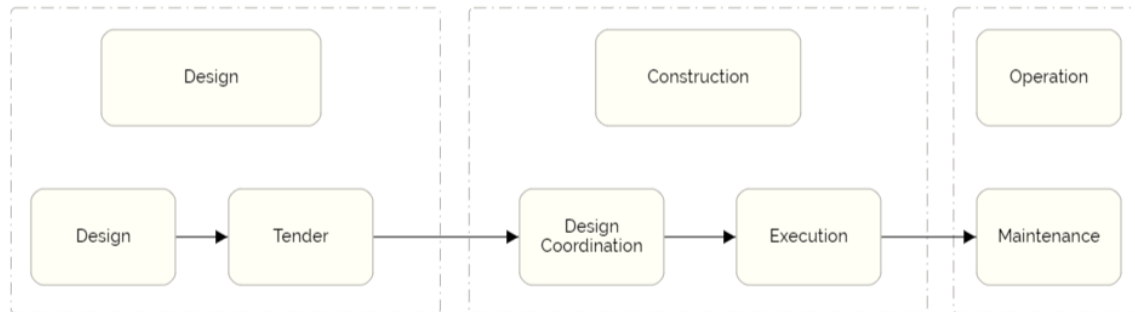 Design
Construction
Operation
Design
Tender
Design
Coordination
Execution
Maintenance